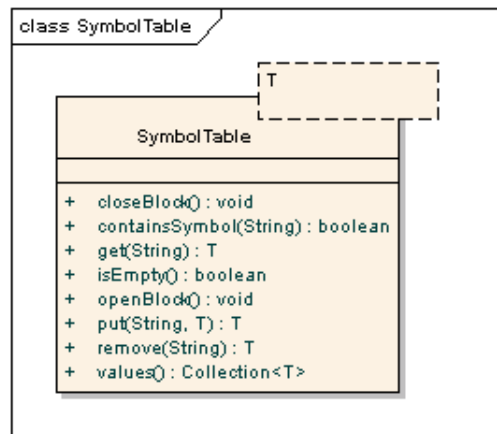 class SymbolTable
T
SymbolTable
+ closeBlock() : void
+ containsSymbol(String) : boolean
+ get(String) : T
+ isEmpty() : boolean
+ openBlock() : void
+ put(String, T) : T
+ remove(String) : T
+ values() : Collection<T>